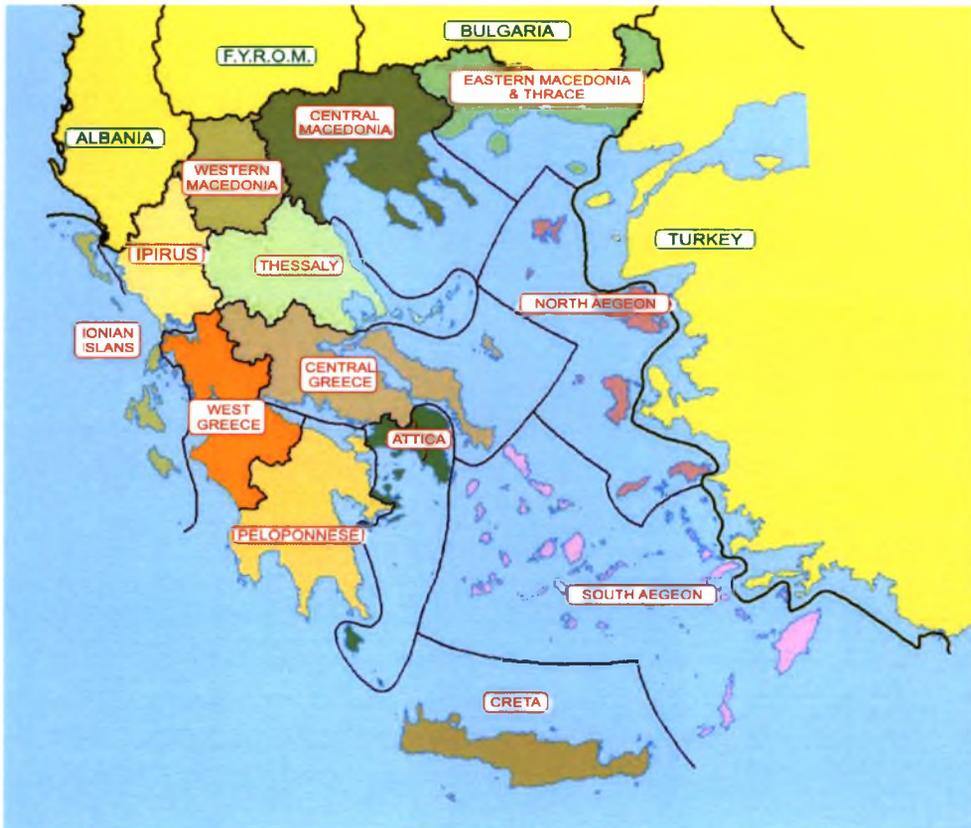 BULGARIA
F.Y.R.O.M.
EASTERN MACEDONIA
& THRACE
CENTRAL
MACEDONIA
ALBANIA
WESTERN
MACEDONIA
TURKEY
IPIRUS
THESSALY
NORTH AEGEON
IONIAN
ISLANS
CENTRAL
GREECE
WEST
GREECE
ATTICA
PELOPONNESE
SOUTH AEGEON
CRETA